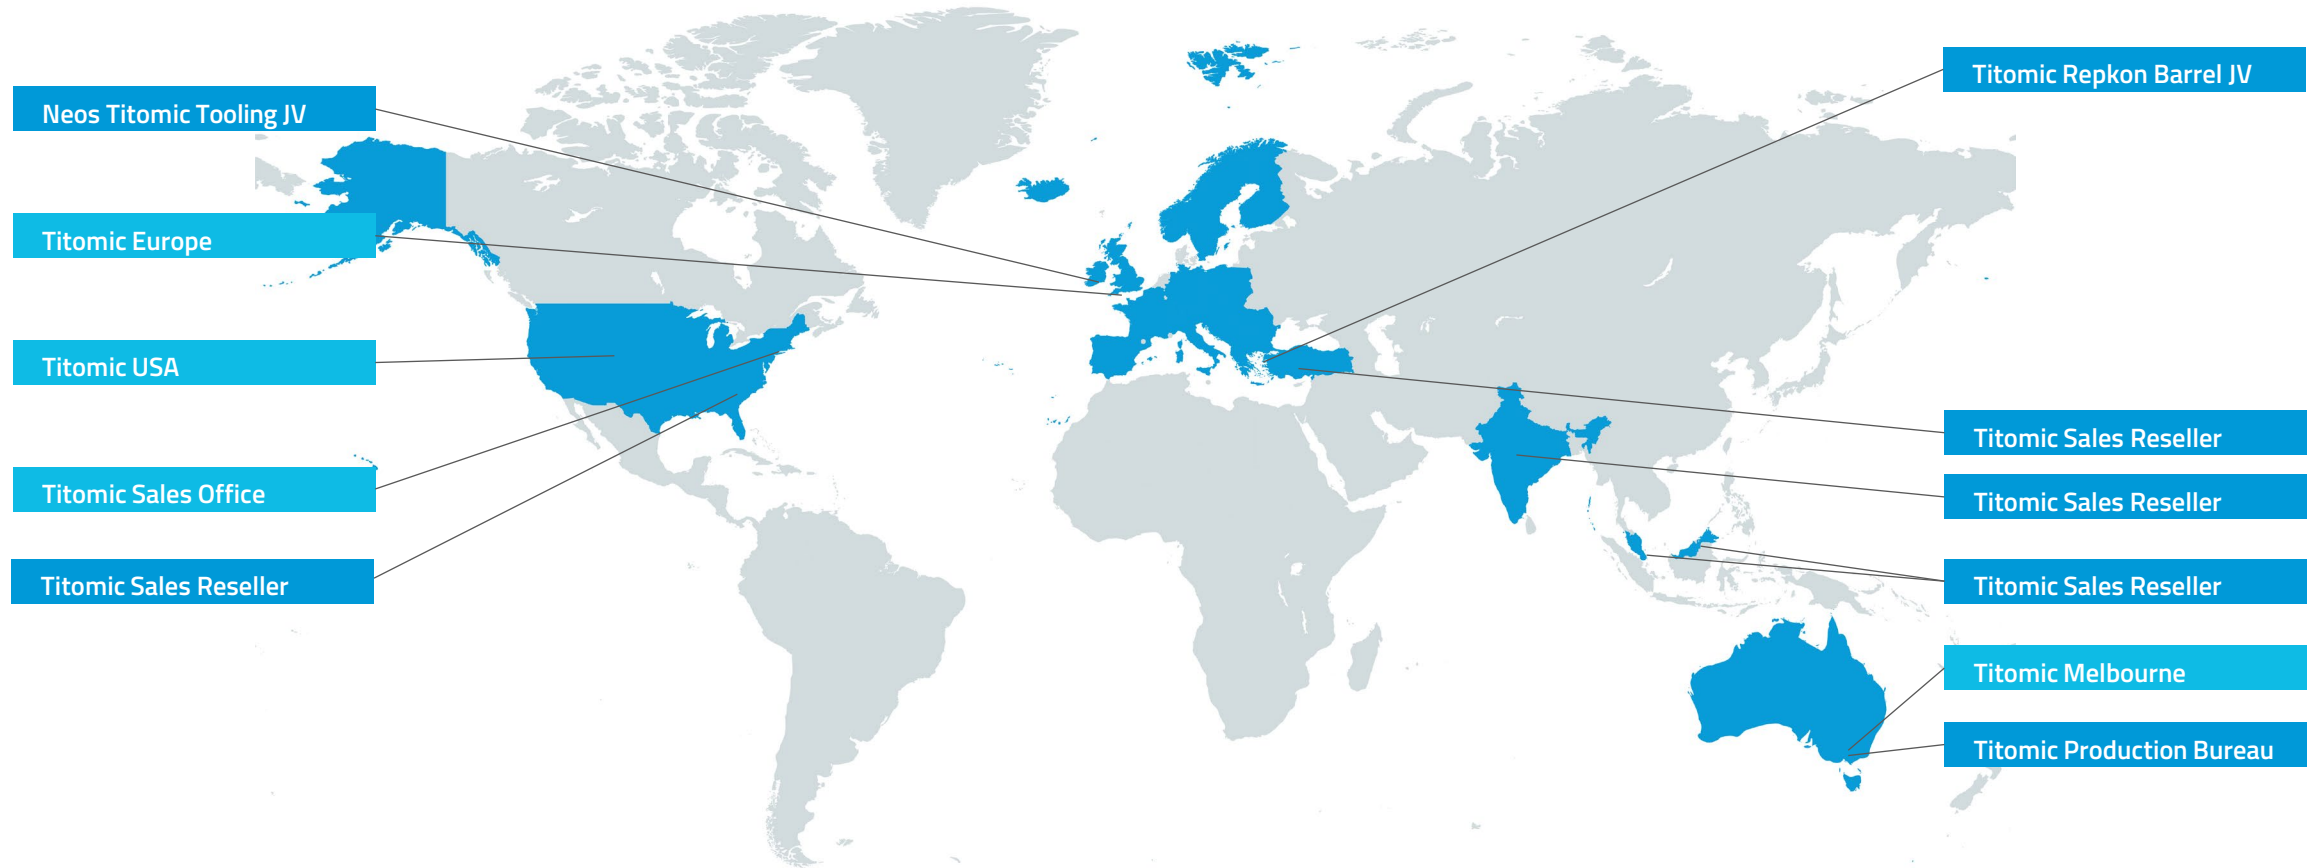 Neos Titomic Tooling JV
Titomic Europe
Titomic USA
Titomic Sales Office
Titomic Sales Reseller
Titomic Repkon Barrel JV
Titomic Sales Reseller
Titomic Sales Reseller
Titomic Sales Reseller
Titomic Melbourne
Titomic Production Bureau